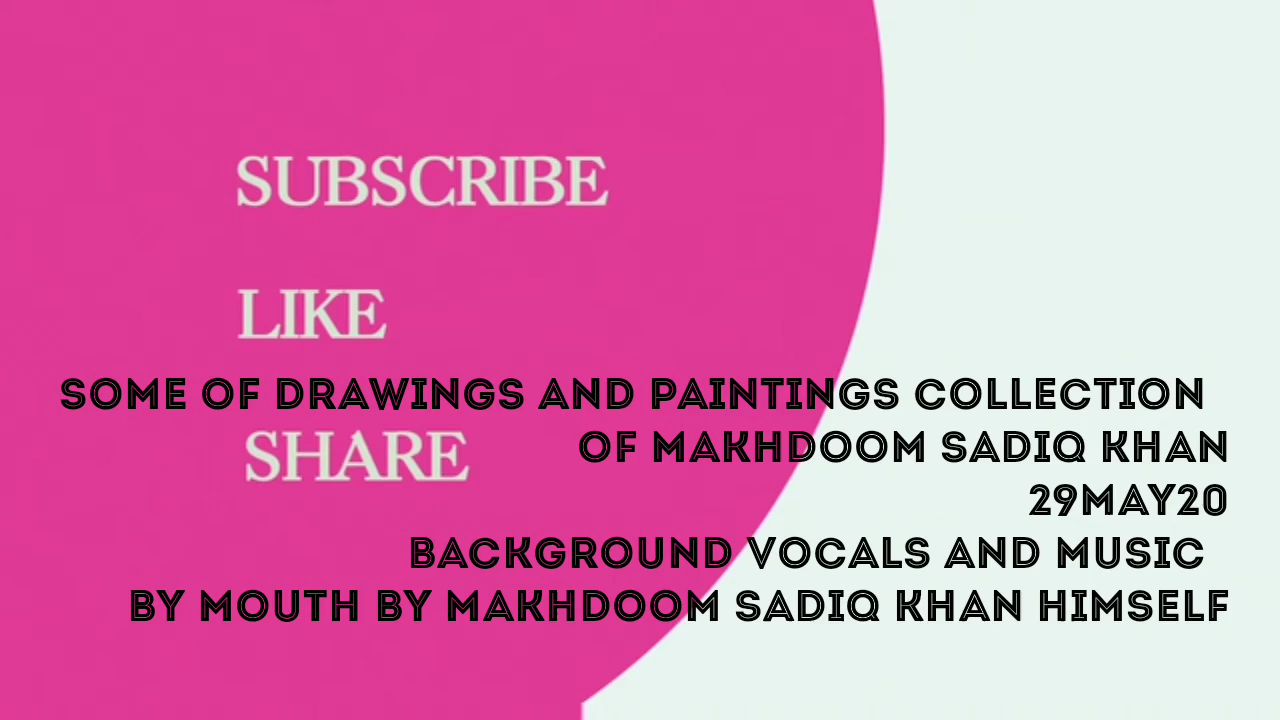 SUBSCRIBE
LIKE
SOME OF DRAWINGS AND PAINTINGS COLLECTION
SHARE
OF MAKHDOOM SADIQ KHAN
29MAY20
BACKGROUND VOCALS AND MUSIC
BY MOUTH BY MAKHDOOM SADIQ KHAN HIMSELF